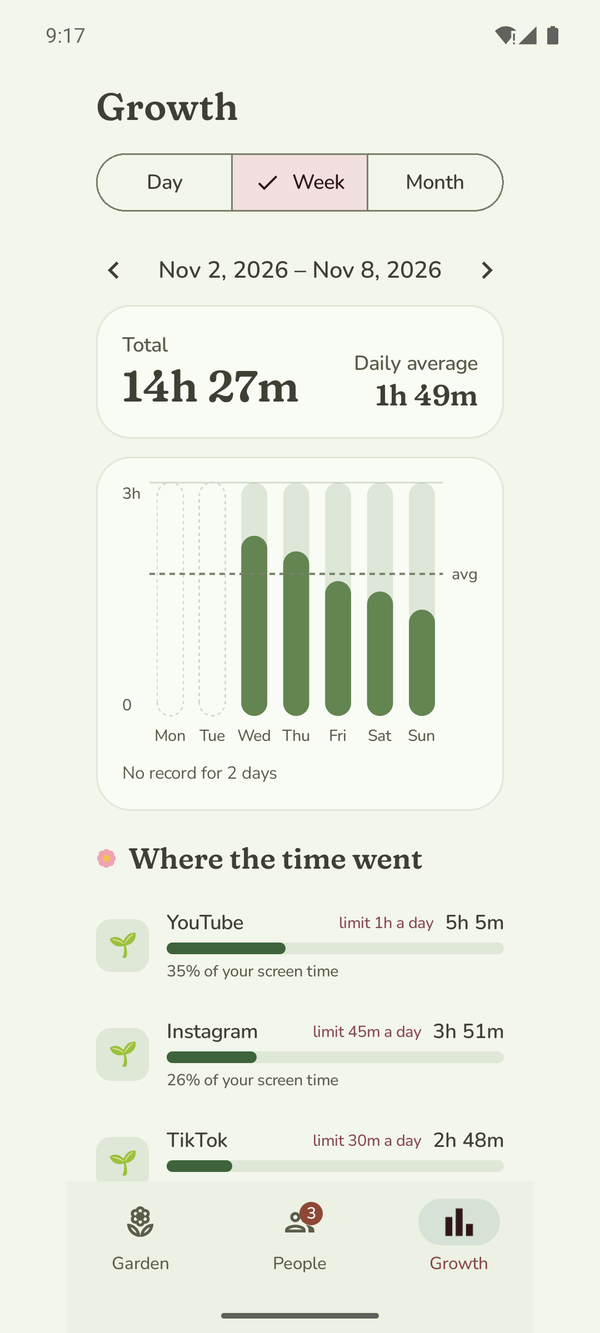 9:17
Growth
Day Week Month
Nov 2, 2026 – Nov 8, 2026
Total
14h 27m
Daily average
1h 49m
3h
avg
0
Mon Tue Wed Thu Fri Sat Sun
No record for 2 days
Where the time went
YouTube limit 1h a day 5h 5m
35% of your screen time
Instagram limit 45m a day 3h 51m
26% of your screen time
TikTok limit 30m a day 2h 48m
3
Garden People Growth